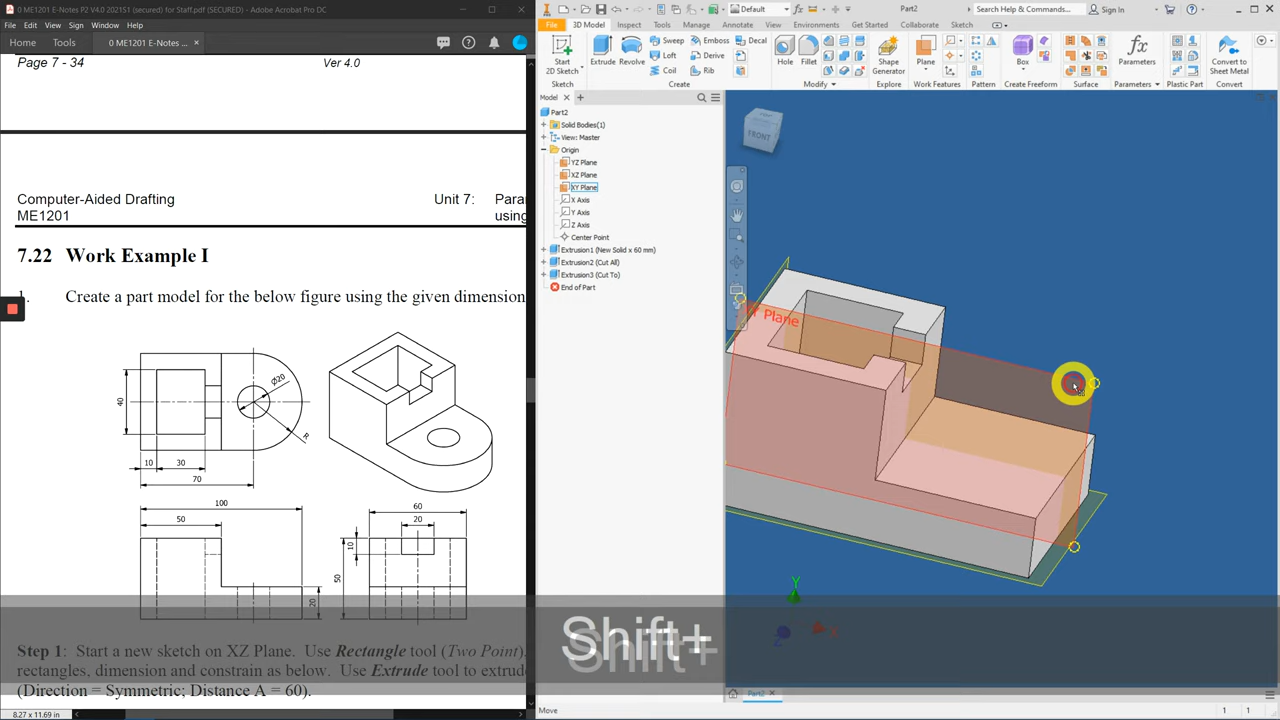 0 ME7J01 E-Notes P2 V4.0 202151 (secured) for Staff.pdf (SECURED) - Adobe Acrobat Pro DC
File Edit View Sign Window Help
Home Tools
0 ME7J01 E-Notes ...
Page 7 - 34
Ver 4.0
Computer-Aided Drafting
ME1201
Unit 7: Para
using
7.22 Work Example I
1.
Create a part model for the below figure using the given dimension
Ø20
R
40
10
30
70
100
50
60
20
10
50
20
Step 1: Start a new sketch on XZ Plane. Use Rectangle tool (Two Point),
rectangles, dimension and constrain as below. Use Extrude tool to extrude
(Direction = Symmetric; Distance A = 60).
8.27 x 11.69 in
Default
Part2
Search Help & Commands...
Sign In
File 3D Model Inspect Tools Manage Annotate View Environments Get Started Collaborate Sketch
Start
2D Sketch
Extrude
Revolve
Sweep
Loft
Coil
Emboss
Derive
Rib
Decal
Hole
Fillet
Shape
Generator
Plane
Box
Parameters
Convert to
Sheet Metal
Sketch
Create
Modify
Explore
Work Features
Pattern
Create Freeform
Surface
Parameters
Plastic Part
Convert
Model
Part2
Solid Bodies(1)
View: Master
Origin
YZ Plane
XZ Plane
XY Plane
X Axis
Y Axis
Z Axis
Center Point
Extrusion1 (New Solid x 60 mm)
Extrusion2 (Cut All)
Extrusion3 (Cut To)
End of Part
FRONT
Plane
Y
Z
X
Shift+
Part2
Move
1 1